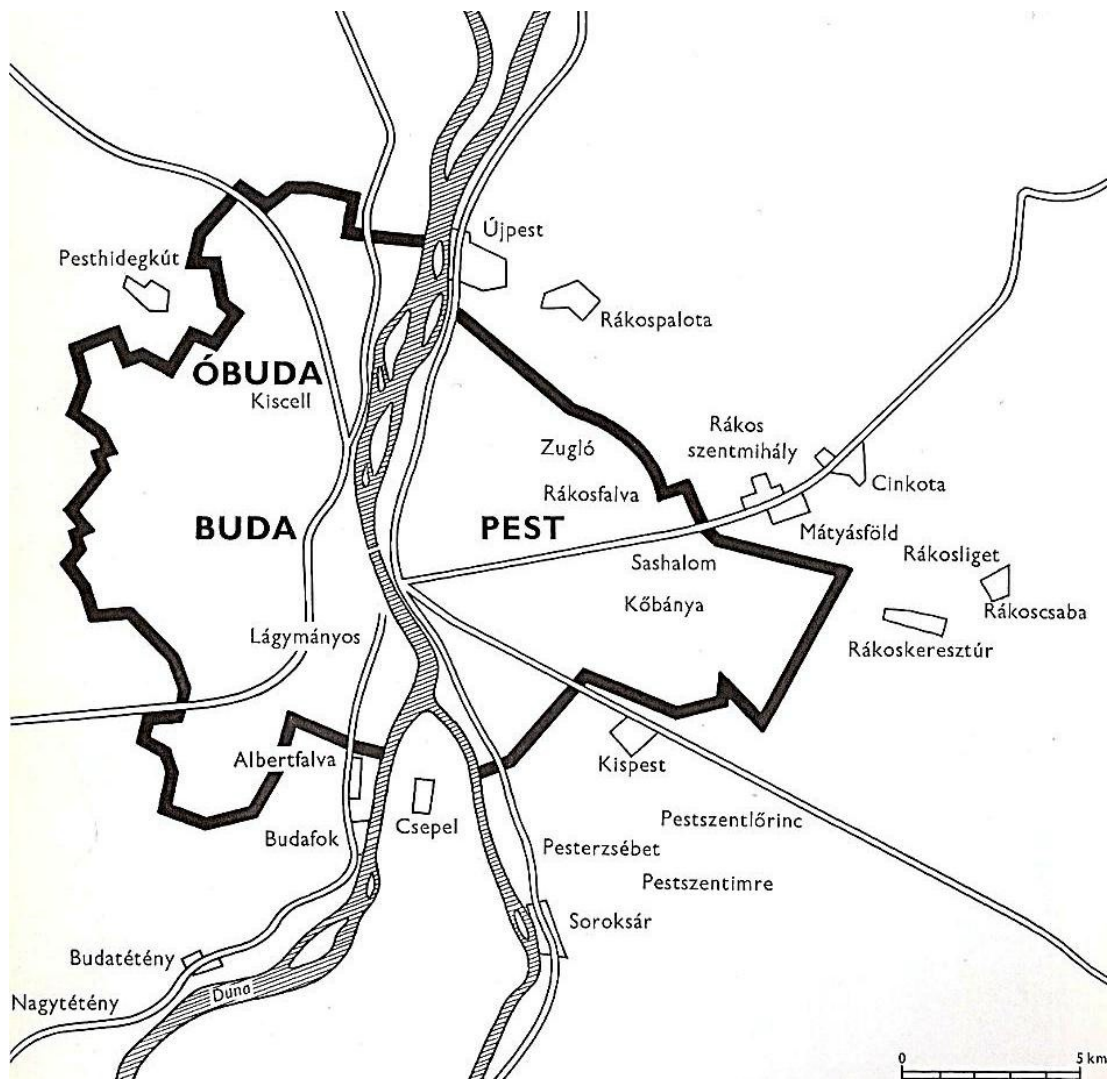 Újpest
Pesthidegkút
Rákospalota
ÓBUDA
Kiscell
Zugló
Rákos
szentmihály
Rákosfalva
Cinkota
BUDA
PEST
Mátyásföld
Rákosliget
Sashalom
Kőbánya
Rákoscsaba
Lágymányos
Rákoskeresztúr
Albertfalva
Kispest
Csepel
Budafok
Pestszentlőrinc
Pesterzsébet
Pestszentimre
Soroksár
Budatétény
Nagytétény
Duna
0
5 km